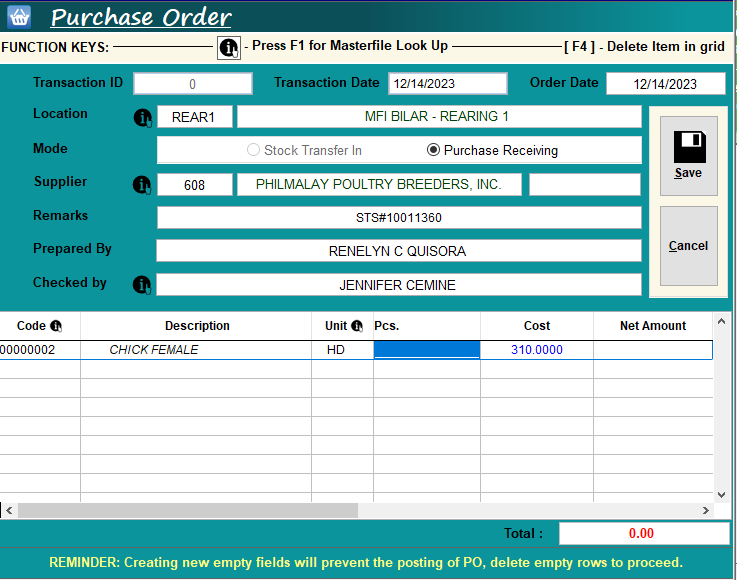 Purchase Order
FUNCTION KEYS: - Press F1 for Masterfile Look Up [ F4 ] - Delete Item in grid
Transaction ID 0 Transaction Date 12/14/2023 Order Date 12/14/2023
Location REAR1 MFI BILAR - REARING 1
Mode Stock Transfer In Purchase Receiving
Supplier 608 PHILMALAY POULTRY BREEDERS, INC.
Save
Remarks STS#10011360
Prepared By RENELYN C QUISORA
Cancel
Checked by JENNIFER CEMINE
Code Description Unit Pcs. Cost Net Amount
00000002 CHICK FEMALE HD 310.0000
Total : 0.00
REMINDER: Creating new empty fields will prevent the posting of PO, delete empty rows to proceed.